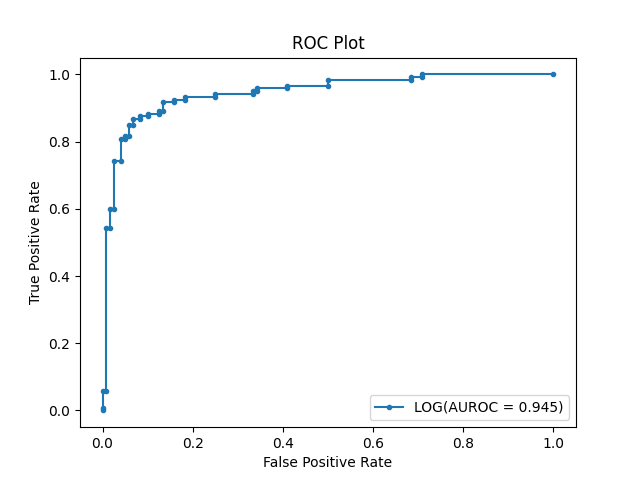 ROC Plot
1.0
0.8
0.6
0.4
0.2
0.0
True Positive Rate
LOG(AUROC = 0.945)
0.0 0.2 0.4 0.6 0.8 1.0
False Positive Rate